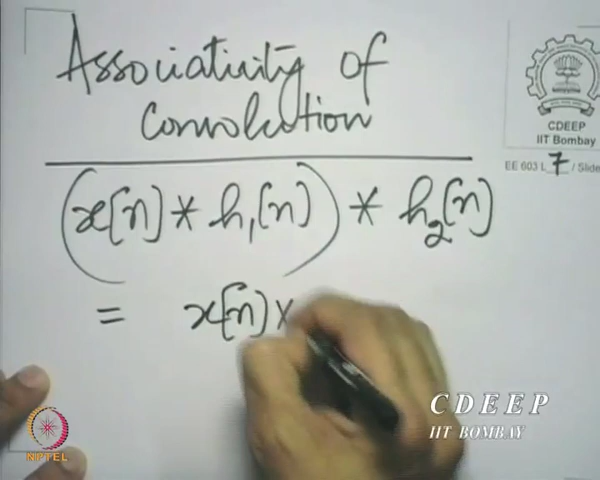 Associativity of
Convolution
(x[n] * h₁[n]) * h₂[n]
= x[n] *
CDEEP
IIT Bombay
EE 603 L 7 / Slide
CDEEP
IIT BOMBAY
NPTEL